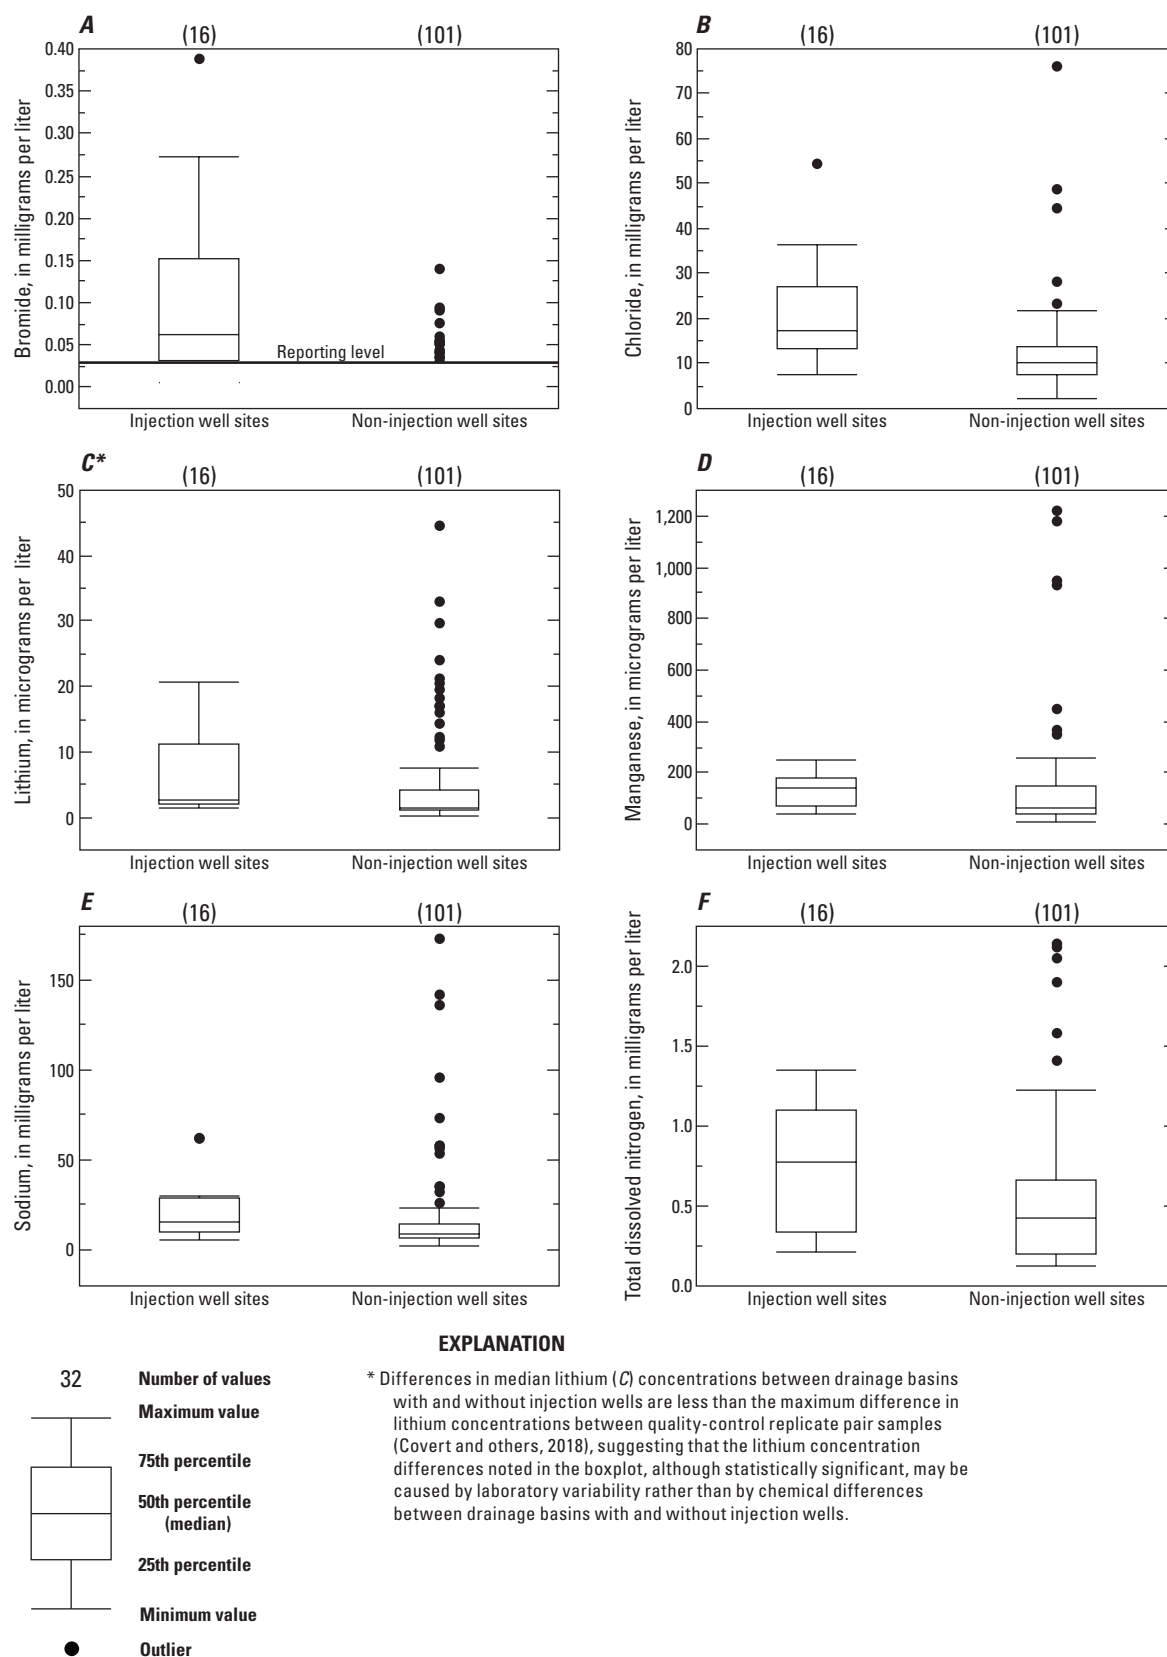 A
(16)
(101)
0.40
0.35
0.30
0.25
0.20
0.15
0.10
0.05
0.00
Bromide, in milligrams per liter
Reporting level
Injection well sites
Non-injection well sites
B
(16)
(101)
80
70
60
50
40
30
20
10
0
Chloride, in milligrams per liter
Injection well sites
Non-injection well sites
C*
(16)
(101)
50
40
30
20
10
0
Lithium, in micrograms per liter
Injection well sites
Non-injection well sites
D
(16)
(101)
1,200
1,000
800
600
400
200
0
Manganese, in micrograms per liter
Injection well sites
Non-injection well sites
E
(16)
(101)
150
100
50
0
Sodium, in milligrams per liter
Injection well sites
Non-injection well sites
F
(16)
(101)
2.0
1.5
1.0
0.5
0.0
Total dissolved nitrogen, in milligrams per liter
Injection well sites
Non-injection well sites
EXPLANATION
32
Number of values
Maximum value
75th percentile
50th percentile
(median)
25th percentile
Minimum value
Outlier
* Differences in median lithium (C) concentrations between drainage basins
with and without injection wells are less than the maximum difference in
lithium concentrations between quality-control replicate pair samples
(Covert and others, 2018), suggesting that the lithium concentration
differences noted in the boxplot, although statistically significant, may be
caused by laboratory variability rather than by chemical differences
between drainage basins with and without injection wells.